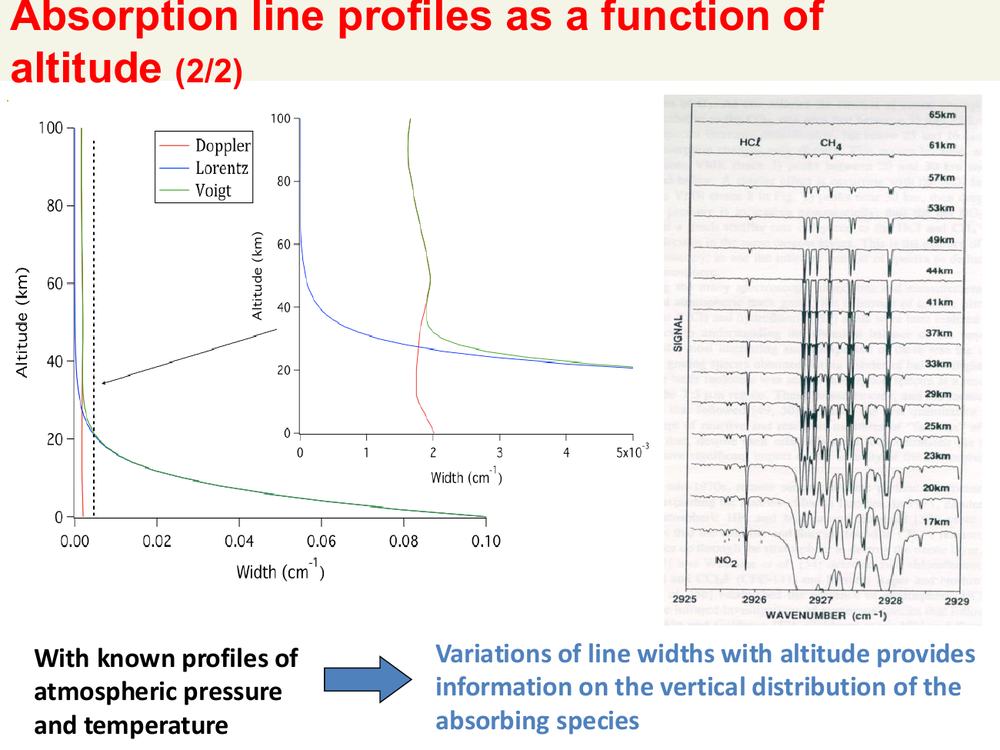 Absorption line profiles as a function of
altitude (2/2)
Doppler
Lorentz
Voigt
Altitude (km)
100
80
60
40
20
0
0.00 0.02 0.04 0.06 0.08 0.10
Width (cm⁻¹)
Altitude (km)
100
80
60
40
20
0
0 1 2 3 4 5x10⁻³
Width (cm⁻¹)
65km
HCℓ CH₄ 61km
57km
53km
49km
44km
41km
37km
33km
29km
25km
23km
20km
17km
NO₂
SIGNAL
2925 2926 2927 2928 2929
WAVENUMBER (cm⁻¹)
With known profiles of
atmospheric pressure
and temperature
Variations of line widths with altitude provides
information on the vertical distribution of the
absorbing species